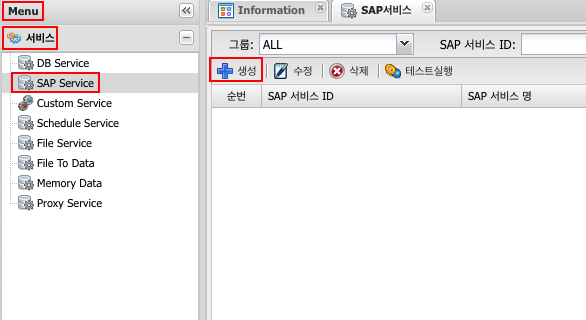 Menu
서비스
DB Service
SAP Service
Custom Service
Schedule Service
File Service
File To Data
Memory Data
Proxy Service
Information
SAP서비스
그룹: ALL SAP 서비스 ID:
생성 수정 삭제 테스트실행
순번 SAP 서비스 ID SAP 서비스 명